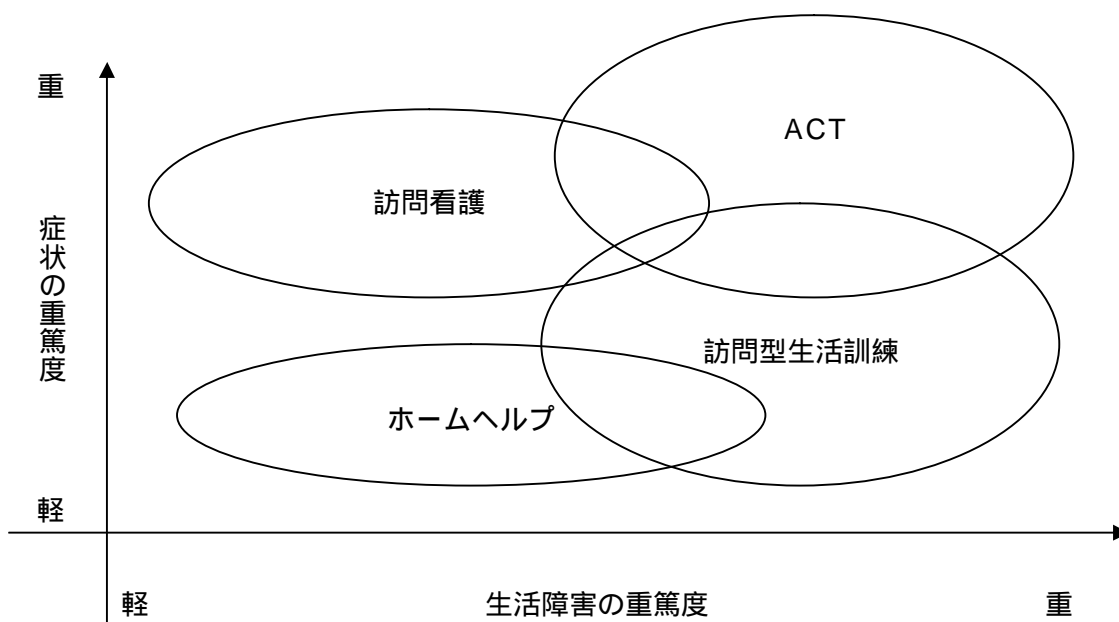 重
ACT
訪問看護
症状の重篤度
訪問型生活訓練
ホームヘルプ
軽
軽
生活障害の重篤度
重